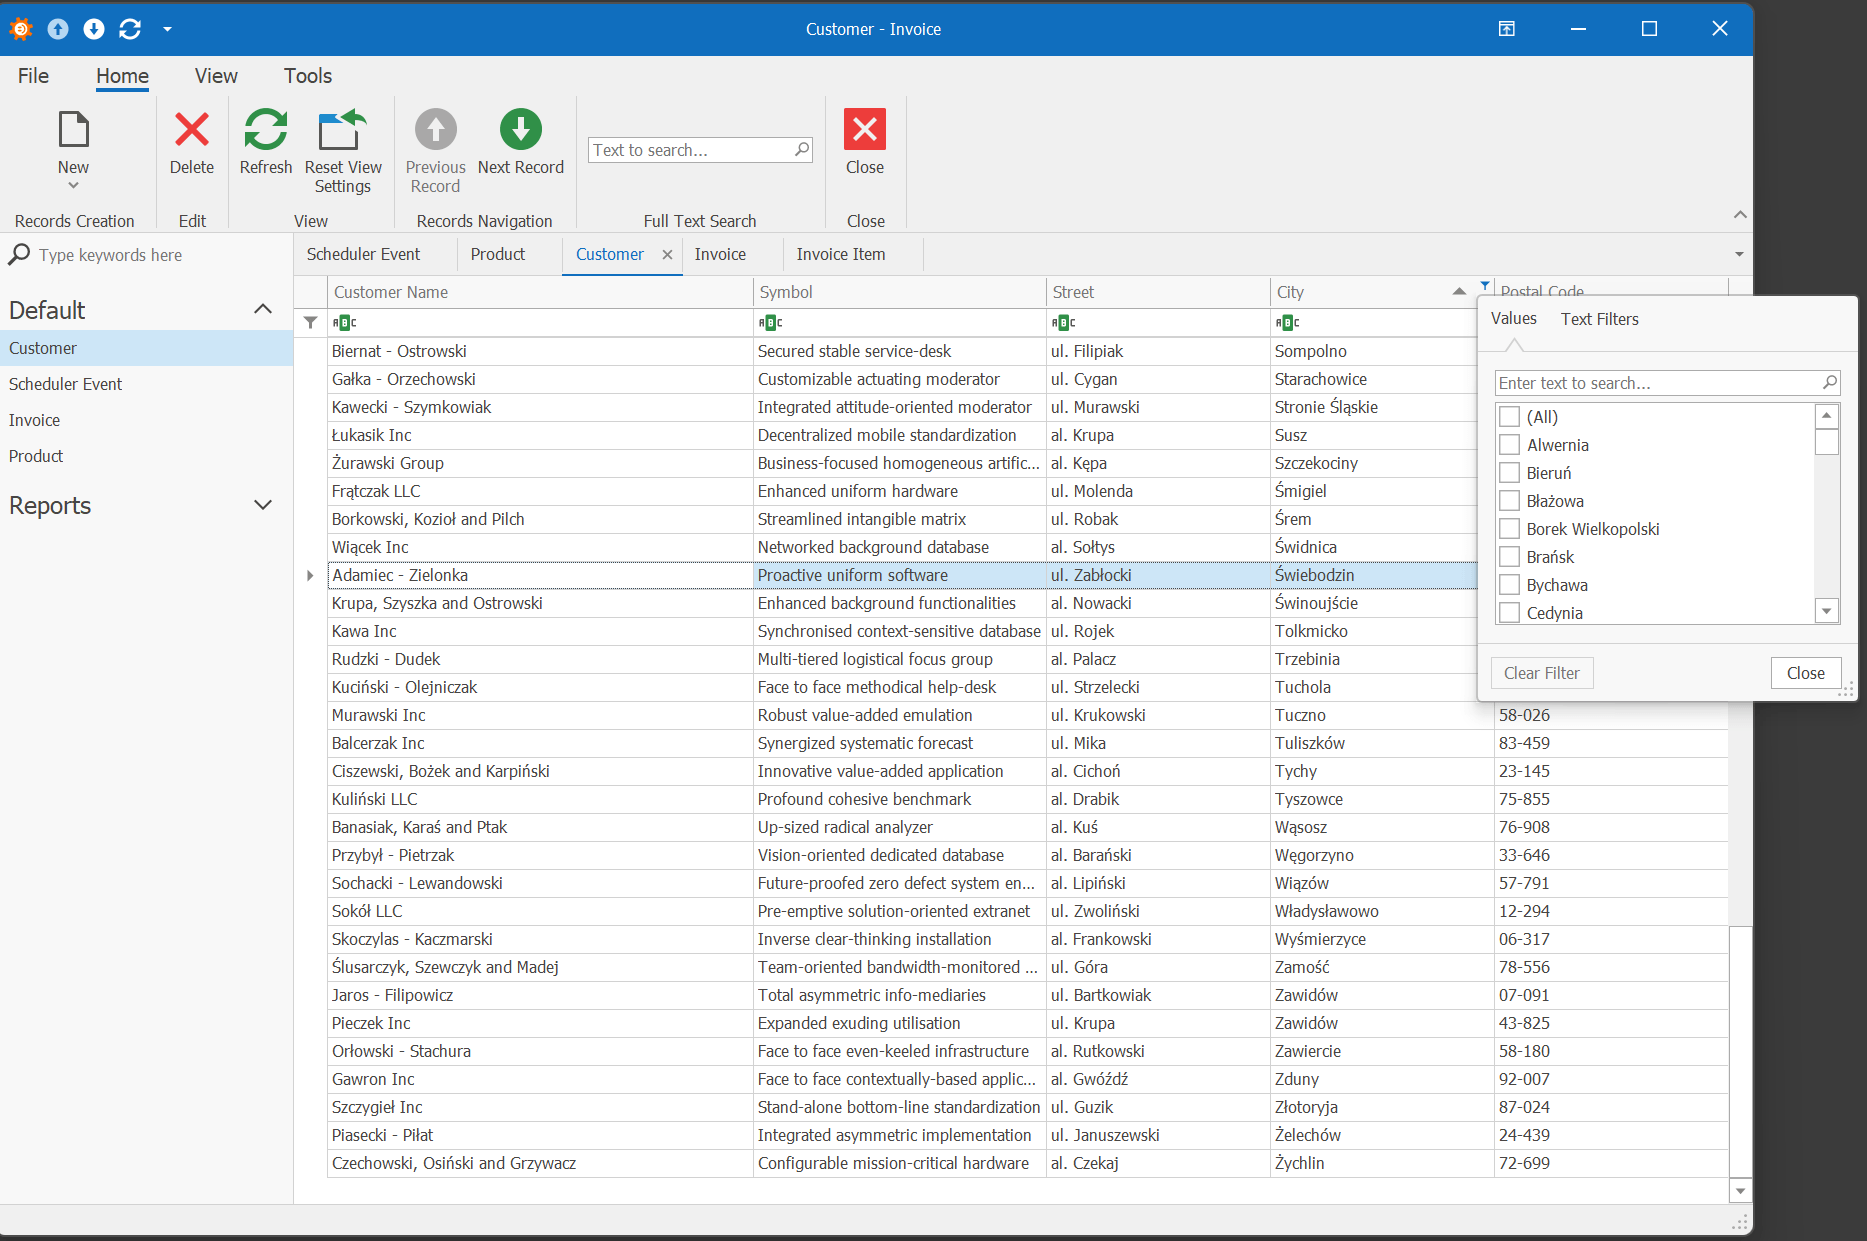 Customer - Invoice
File Home View Tools
New Delete Refresh Reset View Settings Previous Record Next Record Text to search... Close
Records Creation Edit View Records Navigation Full Text Search Close
Type keywords here
Default
Customer
Scheduler Event
Invoice
Product
Reports
Scheduler Event Product Customer Invoice Invoice Item
Customer Name Symbol Street City Postal Code
ABC ABC ABC ABC
Biernat - Ostrowski Secured stable service-desk ul. Filipiak Sompolno
Gałka - Orzechowski Customizable actuating moderator ul. Cygan Starachowice
Kawecki - Szymkowiak Integrated attitude-oriented moderator ul. Murawski Stronie Śląskie
Łukasik Inc Decentralized mobile standardization al. Krupa Susz
Żurawski Group Business-focused homogeneous artific... al. Kępa Szczekociny
Frątczak LLC Enhanced uniform hardware ul. Molenda Śmigiel
Borkowski, Kozioł and Pilch Streamlined intangible matrix ul. Robak Śrem
Wiącek Inc Networked background database al. Sołtys Świdnica
Adamiec - Zielonka Proactive uniform software ul. Zabłocki Świebodzin
Krupa, Szyszka and Ostrowski Enhanced background functionalities al. Nowacki Świnoujście
Kawa Inc Synchronised context-sensitive database ul. Rojek Tolkmicko
Rudzki - Dudek Multi-tiered logistical focus group al. Palacz Trzebinia
Kuciński - Olejniczak Face to face methodical help-desk ul. Strzelecki Tuchola
Murawski Inc Robust value-added emulation ul. Krukowski Tuczno 58-026
Balcerzak Inc Synergized systematic forecast ul. Mika Tuliszków 83-459
Ciszewski, Bożek and Karpiński Innovative value-added application al. Cichoń Tychy 23-145
Kuliński LLC Profound cohesive benchmark al. Drabik Tyszowce 75-855
Banasiak, Karaś and Ptak Up-sized radical analyzer al. Kuś Wąsosz 76-908
Przybył - Pietrzak Vision-oriented dedicated database al. Barański Węgorzyno 33-646
Sochacki - Lewandowski Future-proofed zero defect system en... al. Lipiński Wiązów 57-791
Sokół LLC Pre-emptive solution-oriented extranet ul. Zwoliński Władysławowo 12-294
Skoczylas - Kaczmarski Inverse clear-thinking installation al. Frankowski Wyśmierzyce 06-317
Ślusarczyk, Szewczyk and Madej Team-oriented bandwidth-monitored ... ul. Góra Zamość 78-556
Jaros - Filipowicz Total asymmetric info-mediaries ul. Bartkowiak Zawidów 07-091
Pieczek Inc Expanded exuding utilisation ul. Krupa Zawidów 43-825
Orłowski - Stachura Face to face even-keeled infrastructure al. Rutkowski Zawiercie 58-180
Gawron Inc Face to face contextually-based applic... al. Gwóźdź Zduny 92-007
Szczygieł Inc Stand-alone bottom-line standardization ul. Guzik Złotoryja 87-024
Piasecki - Piłat Integrated asymmetric implementation ul. Januszewski Żelechów 24-439
Czechowski, Osiński and Grzywacz Configurable mission-critical hardware al. Czekaj Żychlin 72-699
Values Text Filters
Enter text to search...
(All)
Alwernia
Bieruń
Błażowa
Borek Wielkopolski
Brańsk
Bychawa
Cedynia
Clear Filter Close